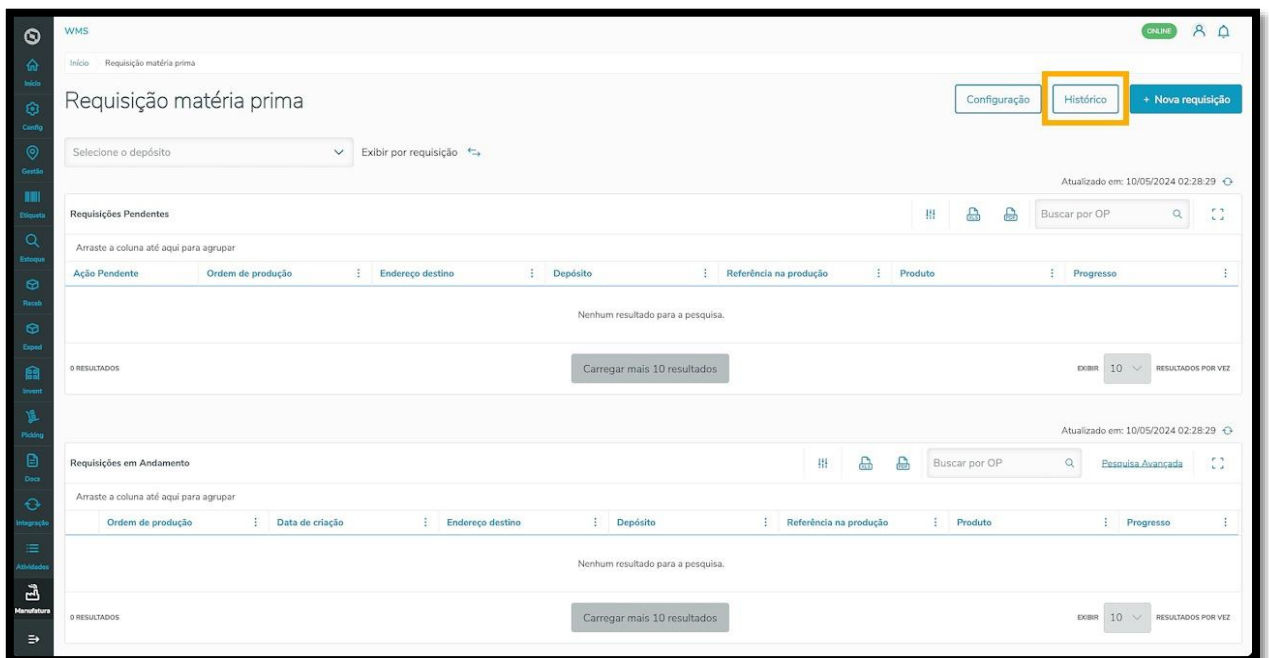 WMS
ONLINE
Início
Requisição matéria prima
Requisição matéria prima
Configuração
Histórico
+ Nova requisição
Selecione o depósito
Exibir por requisição
Atualizado em: 10/05/2024 02:28:29
Requisições Pendentes
XLS
PDF
Buscar por OP
Arraste a coluna até aqui para agrupar
Ação Pendente Ordem de produção Endereço destino Depósito Referência na produção Produto Progresso
Nenhum resultado para a pesquisa.
0 RESULTADOS
Carregar mais 10 resultados
EXIBIR 10 RESULTADOS POR VEZ
Atualizado em: 10/05/2024 02:28:29
Requisições em Andamento
XLS
PDF
Buscar por OP
Pesquisa Avançada
Arraste a coluna até aqui para agrupar
Ordem de produção Data de criação Endereço destino Depósito Referência na produção Produto Progresso
Nenhum resultado para a pesquisa.
0 RESULTADOS
Carregar mais 10 resultados
EXIBIR 10 RESULTADOS POR VEZ
Início
Config
Gestão
Etiqueta
Estoque
Receb
Exped
Invent
Picking
Docs
Integração
Atividades
Manufatura